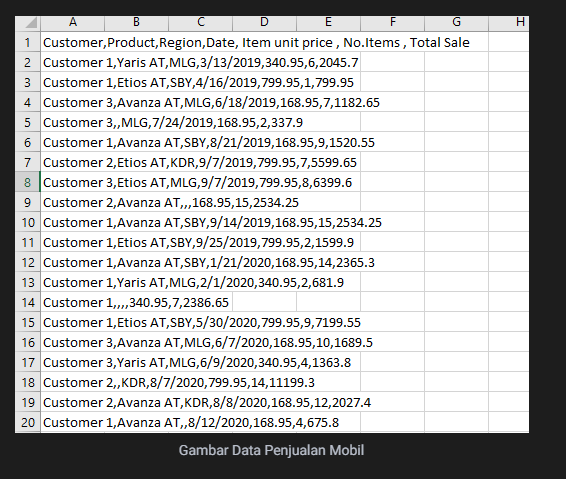 A B C D E F G H
1 Customer,Product,Region,Date, Item unit price , No.Items , Total Sale
2 Customer 1,Yaris AT,MLG,3/13/2019,340.95,6,2045.7
3 Customer 1,Etios AT,SBY,4/16/2019,799.95,1,799.95
4 Customer 3,Avanza AT,MLG,6/18/2019,168.95,7,1182.65
5 Customer 3,,MLG,7/24/2019,168.95,2,337.9
6 Customer 1,Avanza AT,SBY,8/21/2019,168.95,9,1520.55
7 Customer 2,Etios AT,KDR,9/7/2019,799.95,7,5599.65
8 Customer 3,Etios AT,MLG,9/7/2019,799.95,8,6399.6
9 Customer 2,Avanza AT,,,168.95,15,2534.25
10 Customer 1,Avanza AT,SBY,9/14/2019,168.95,15,2534.25
11 Customer 1,Etios AT,SBY,9/25/2019,799.95,2,1599.9
12 Customer 1,Avanza AT,SBY,1/21/2020,168.95,14,2365.3
13 Customer 1,Yaris AT,MLG,2/1/2020,340.95,2,681.9
14 Customer 1,,,,340.95,7,2386.65
15 Customer 1,Etios AT,SBY,5/30/2020,799.95,9,7199.55
16 Customer 3,Avanza AT,MLG,6/7/2020,168.95,10,1689.5
17 Customer 3,Yaris AT,MLG,6/9/2020,340.95,4,1363.8
18 Customer 2,,KDR,8/7/2020,799.95,14,11199.3
19 Customer 2,Avanza AT,KDR,8/8/2020,168.95,12,2027.4
20 Customer 1,Avanza AT,,8/12/2020,168.95,4,675.8
Gambar Data Penjualan Mobil